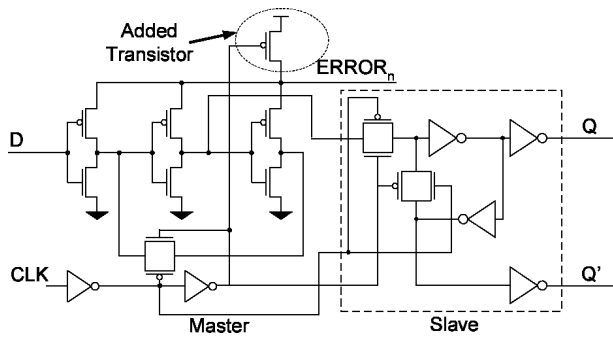 Added
Transistor
ERRORn
D
Q
CLK
Q'
Master
Slave